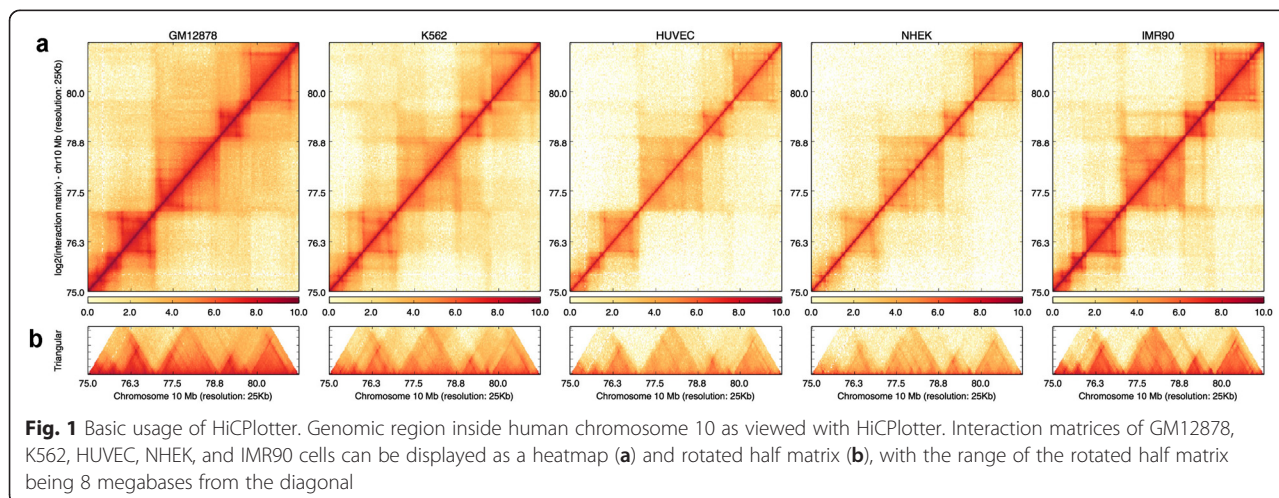 a
GM12878 K562 HUVEC NHEK IMR90
log2(interaction matrix) - chr10 Mb (resolution: 25Kb)
80.0 80.0 80.0 80.0 80.0
78.8 78.8 78.8 78.8 78.8
77.5 77.5 77.5 77.5 77.5
76.3 76.3 76.3 76.3 76.3
75.0 75.0 75.0 75.0 75.0
0.0 2.0 4.0 6.0 8.0 10.0 0.0 2.0 4.0 6.0 8.0 10.0 0.0 2.0 4.0 6.0 8.0 10.0 0.0 2.0 4.0 6.0 8.0 10.0 0.0 2.0 4.0 6.0 8.0 10.0
b
Triangular
75.0 76.3 77.5 78.8 80.0 75.0 76.3 77.5 78.8 80.0 75.0 76.3 77.5 78.8 80.0 75.0 76.3 77.5 78.8 80.0 75.0 76.3 77.5 78.8 80.0
Chromosome 10 Mb (resolution: 25Kb) Chromosome 10 Mb (resolution: 25Kb) Chromosome 10 Mb (resolution: 25Kb) Chromosome 10 Mb (resolution: 25Kb) Chromosome 10 Mb (resolution: 25Kb)
Fig. 1 Basic usage of HiCPlotter. Genomic region inside human chromosome 10 as viewed with HiCPlotter. Interaction matrices of GM12878,
K562, HUVEC, NHEK, and IMR90 cells can be displayed as a heatmap (a) and rotated half matrix (b), with the range of the rotated half matrix
being 8 megabases from the diagonal